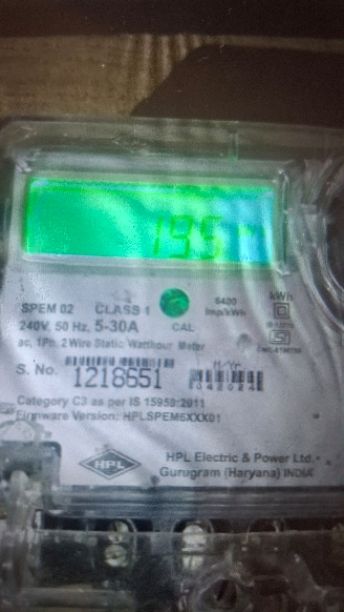 195
SPEM 02 CLASS 1 6400 kWh
240V, 50 Hz, 5-30A CAL Imp/kWh
ac, 1Ph. 2 Wire Static Watthour Meter
S. No. 1218651 M/Yr
042024
Category C3 as per IS 15959:2011
Firmware Version: HPLSPEM6XXX01
HPL
HPL Electric & Power Ltd.
Gurugram (Haryana) INDIA